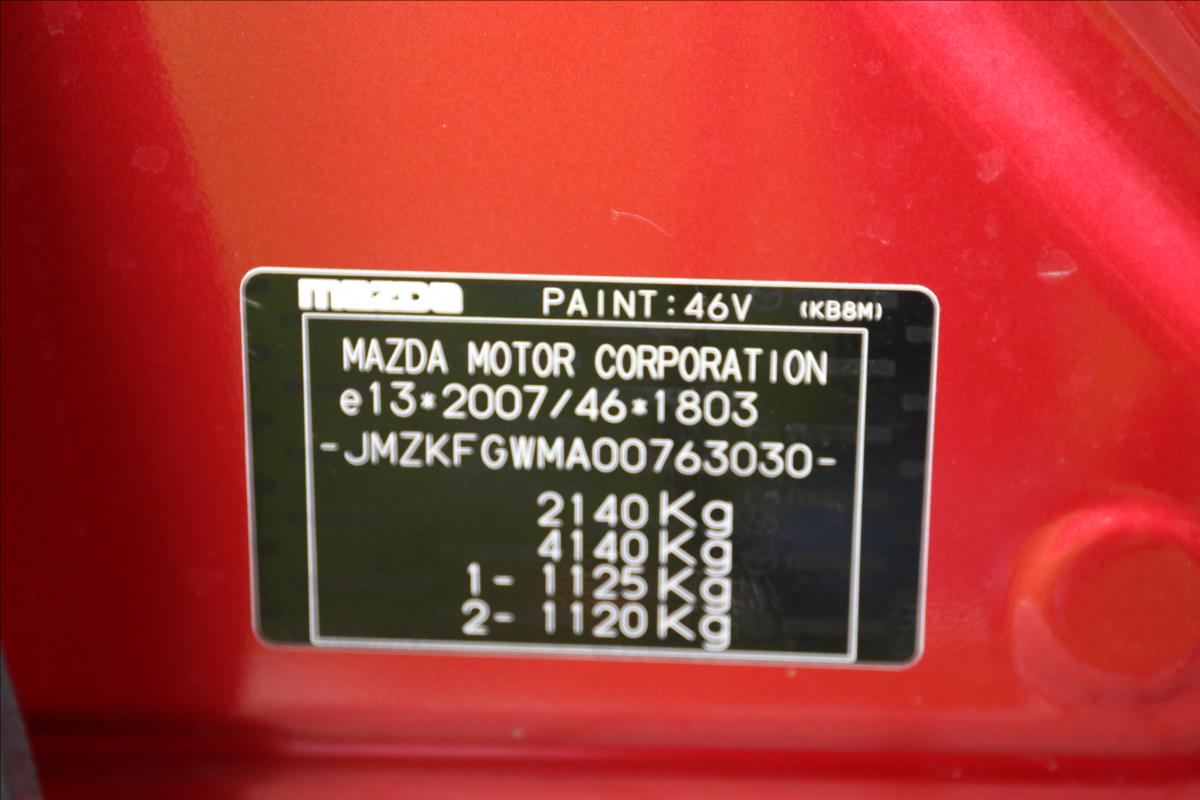 mazda PAINT:46V (KB8M)
MAZDA MOTOR CORPORATION
e13*2007/46*1803
-JMZKFGWMA00763030-
2140Kg
4140Kg
1- 1125Kg
2- 1120Kg